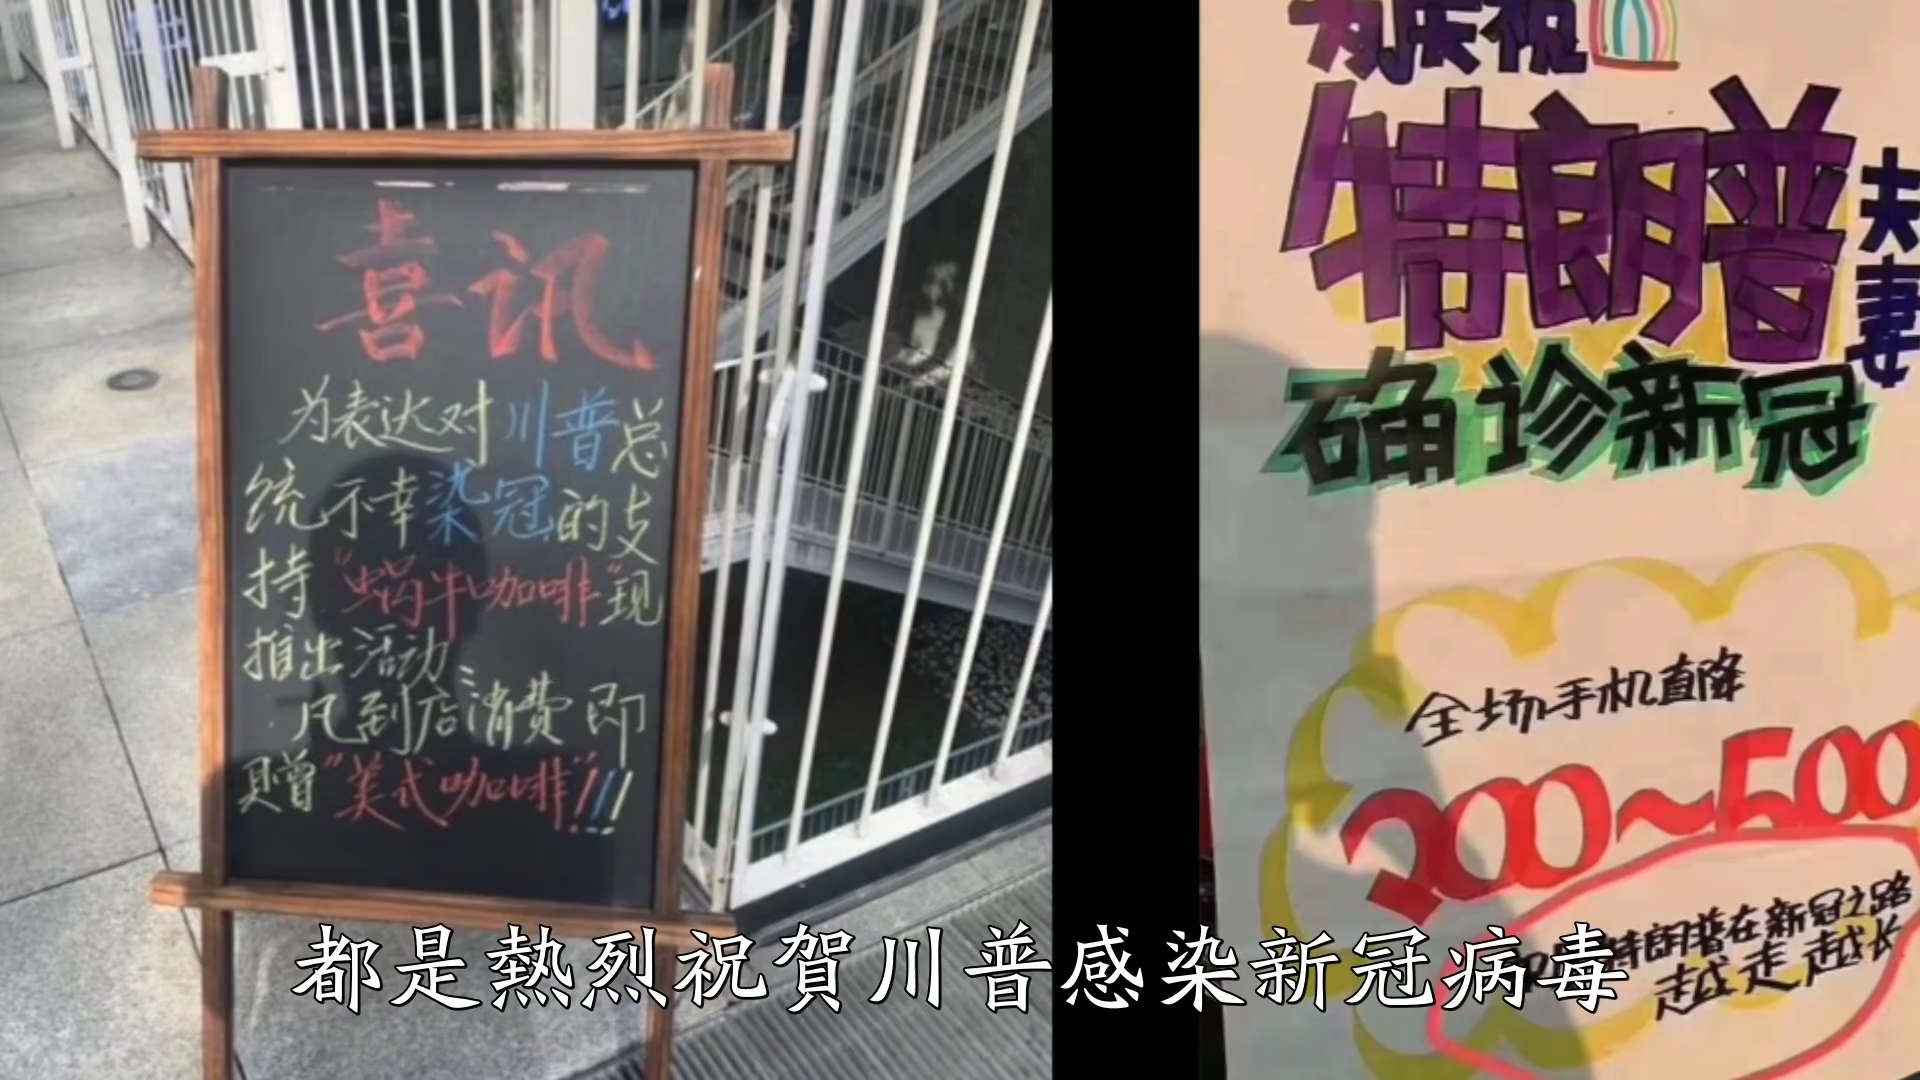 喜讯
为表达对川普总
统不幸染冠的支
持“蜗牛咖啡”现
推出活动
凡到店消费即
赠“美式咖啡”!!!
为庆祝
特朗普夫妻
确诊新冠
全场手机直降
200~500
特朗普在新冠之路
越走越长
都是熱烈祝賀川普感染新冠病毒